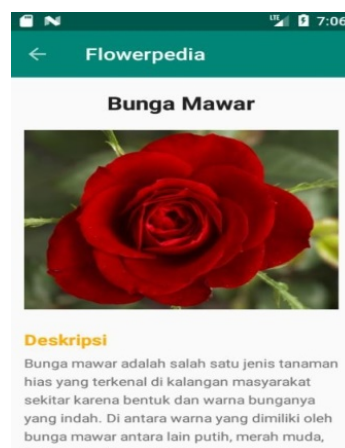 LTE 7:06
Flowerpedia
Bunga Mawar
Deskripsi
Bunga mawar adalah salah satu jenis tanaman
hias yang terkenal di kalangan masyarakat
sekitar karena bentuk dan warna bunganya
yang indah. Di antara warna yang dimiliki oleh
bunga mawar antara lain putih, merah muda,